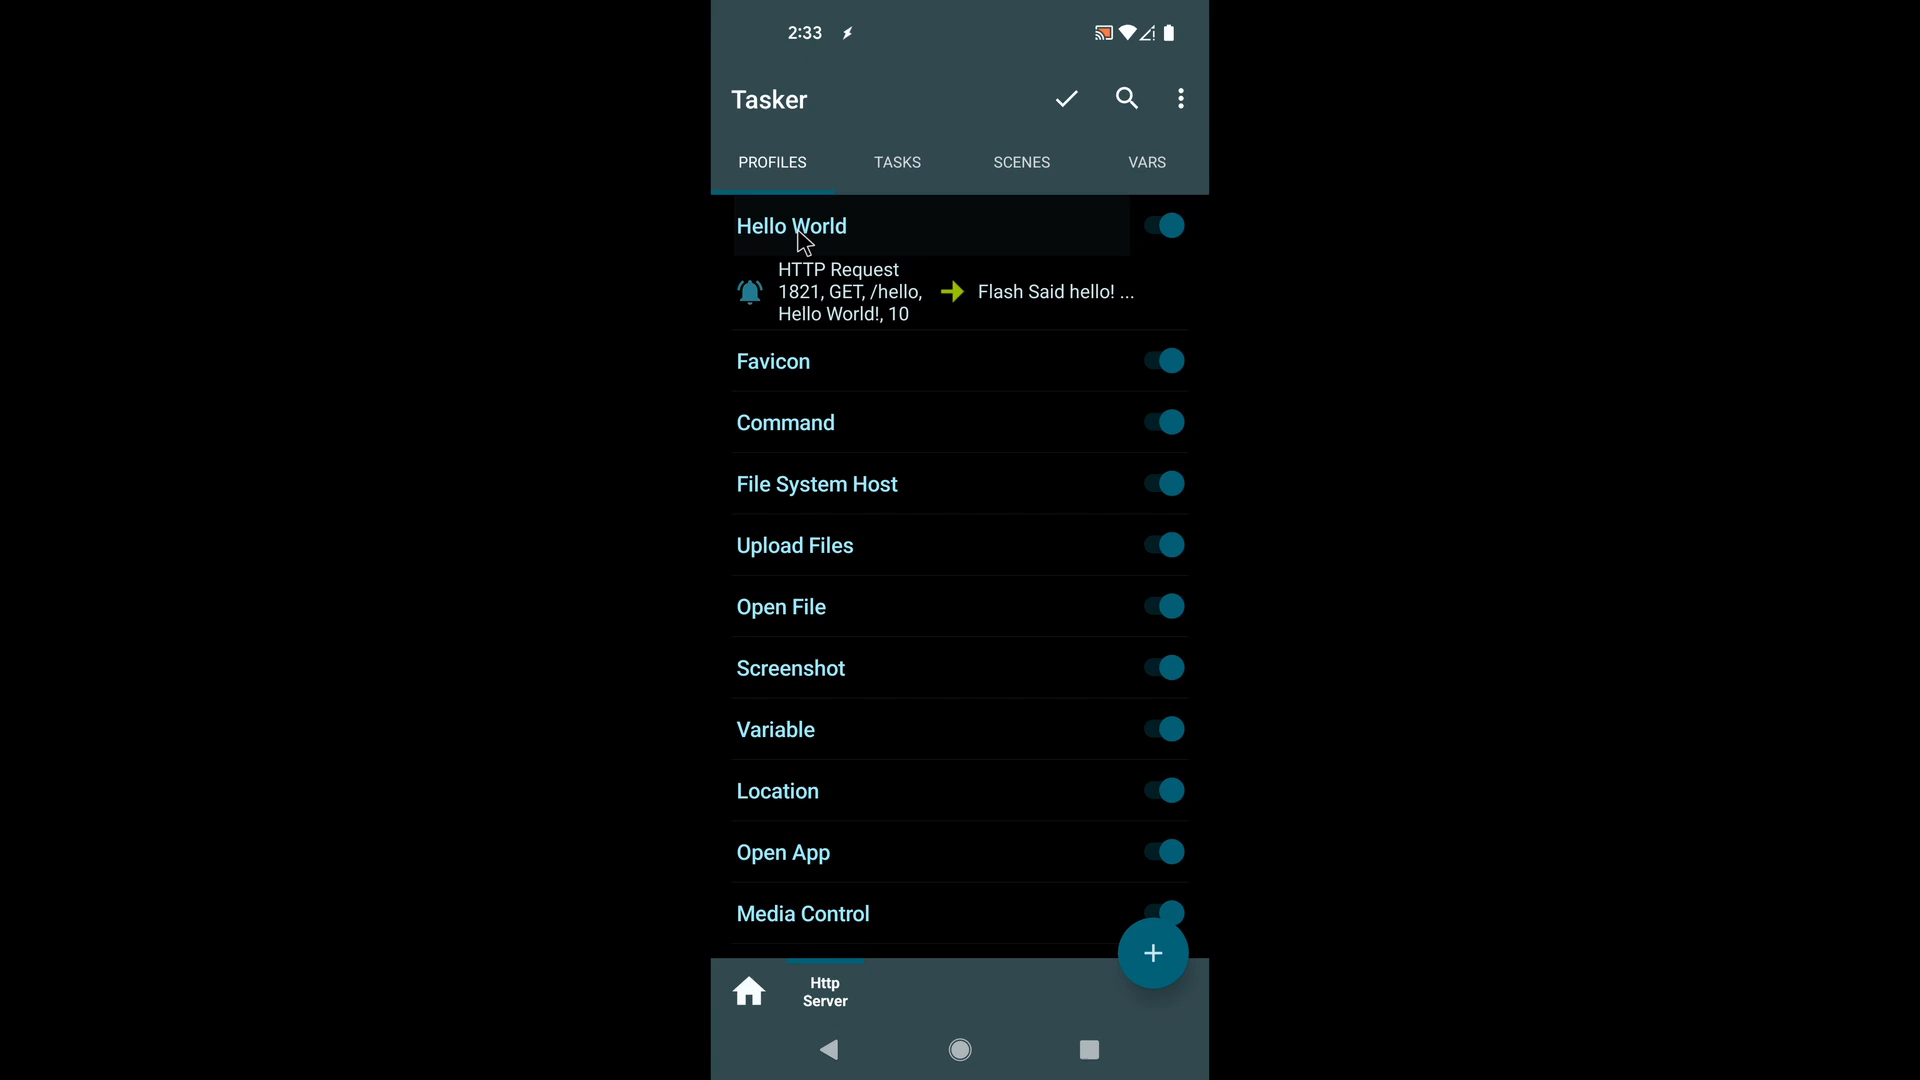 2:33
Tasker
PROFILES
TASKS
SCENES
VARS
Hello World
HTTP Request
1821, GET, /hello,
Hello World!, 10
Flash Said hello! ...
Favicon
Command
File System Host
Upload Files
Open File
Screenshot
Variable
Location
Open App
Media Control
Http
Server